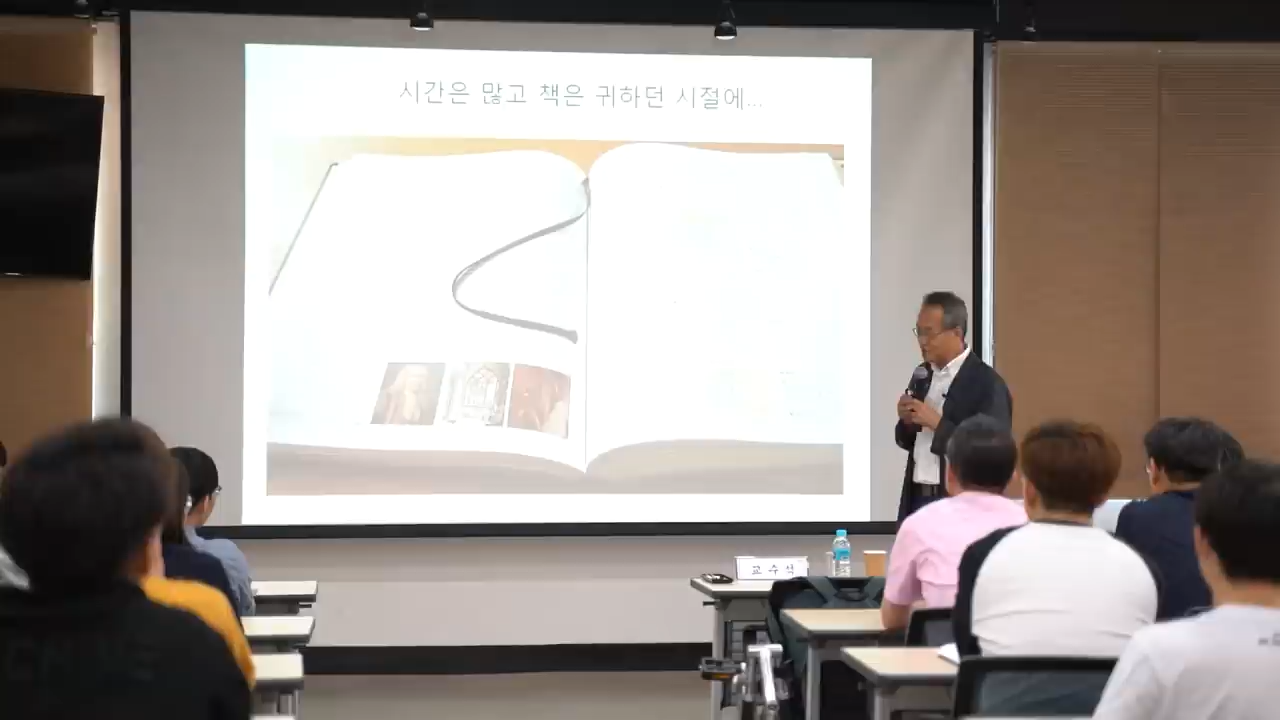 시간은 많고 책은 귀하던 시절에...
교 수 석